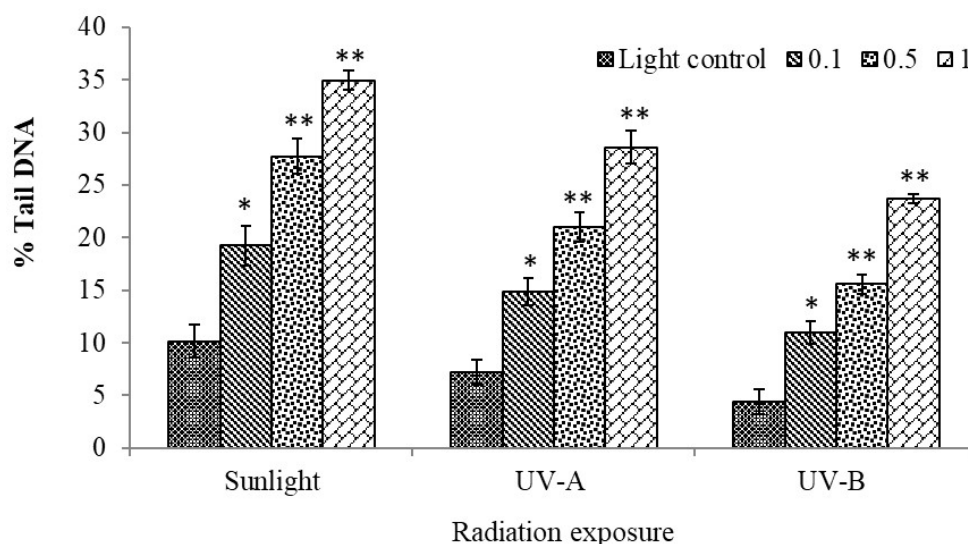 40
35
30
25
20
15
10
5
0
% Tail DNA
Light control 0.1 0.5 1
* ** **
* ** **
* ** **
Sunlight UV-A UV-B
Radiation exposure